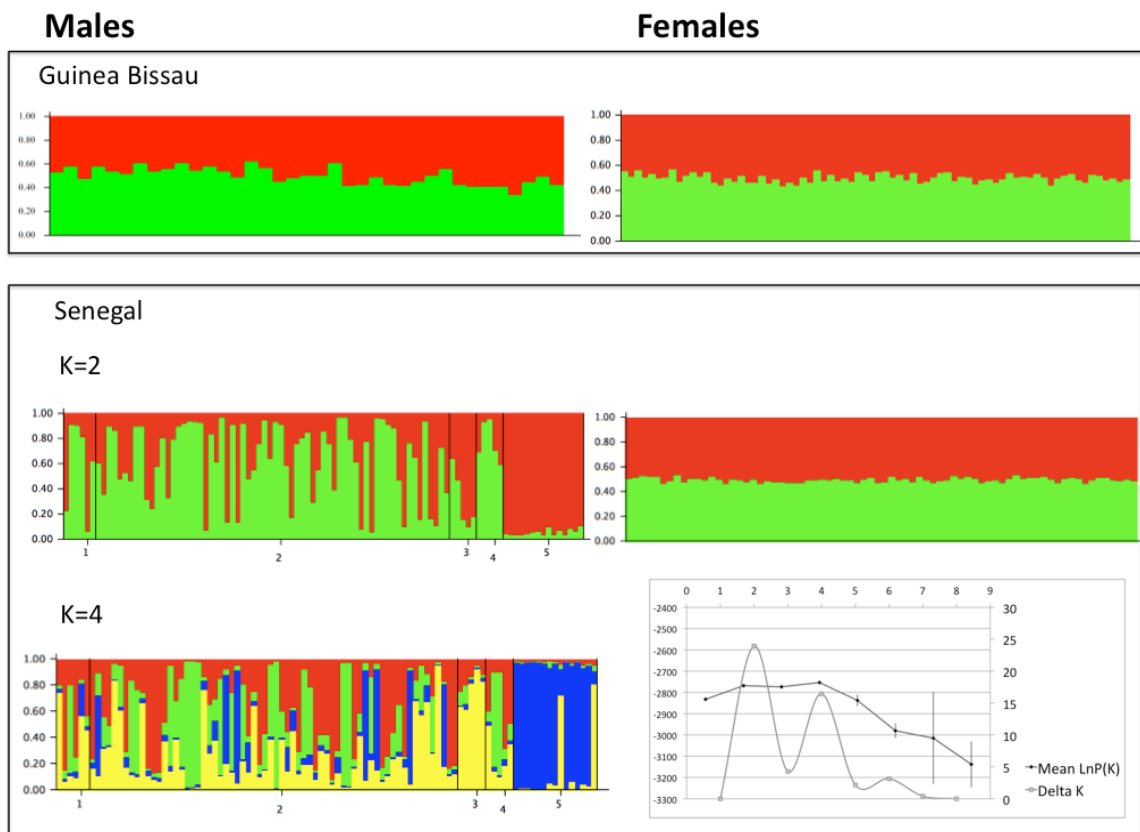 Males Females
Guinea Bissau
1.00 1.00
0.80 0.80
0.60 0.60
0.40 0.40
0.20 0.20
0.00 0.00
Senegal
K=2
1.00 1.00
0.80 0.80
0.60 0.60
0.40 0.40
0.20 0.20
0.00 0.00
1 2 3 4 5
K=4
1.00
0.80
0.60
0.40
0.20
0.00
1 2 3 4 5
0 1 2 3 4 5 6 7 8 9
-2400 30
-2500
-2600 25
-2700 20
-2800
-2900 15
-3000 10
-3100
-3200 5
-3300 0
Mean LnP(K)
Delta K